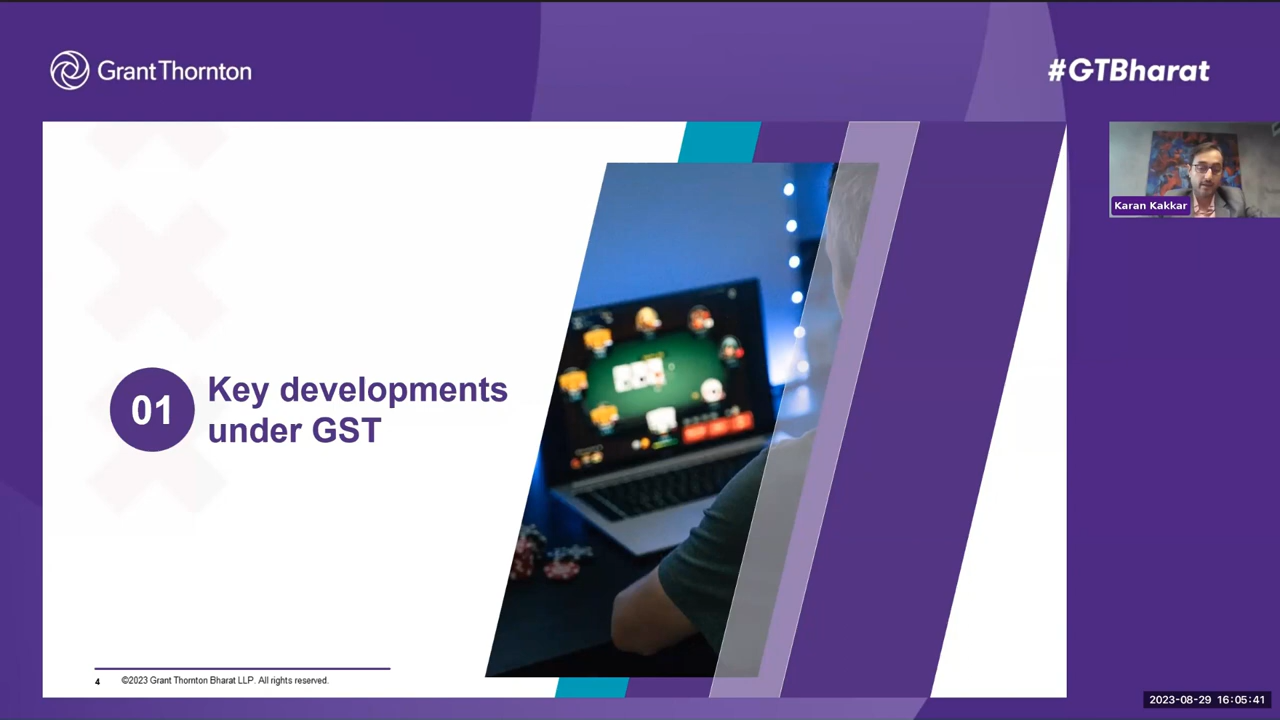 Grant Thornton
#GTBharat
Karan Kakkar
01
Key developments
under GST
4
©2023 Grant Thornton Bharat LLP. All rights reserved.
2023-08-29 16:05:41